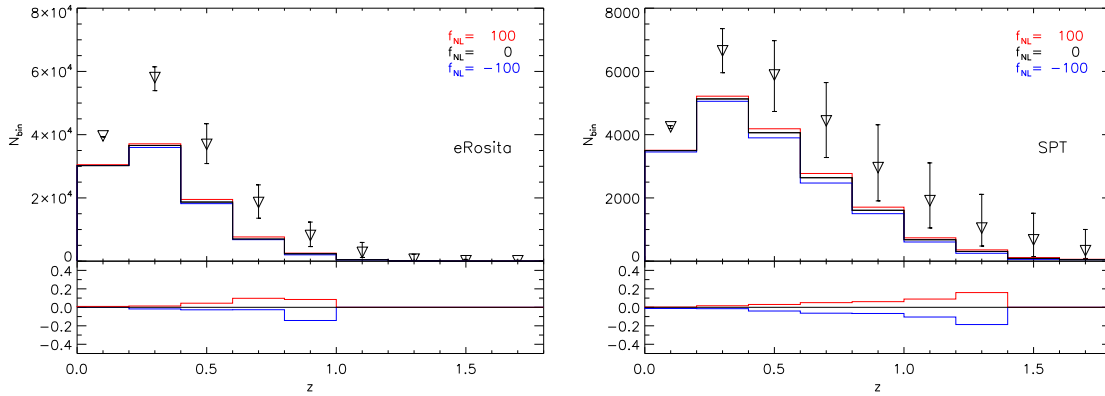 8×10⁴
6×10⁴
4×10⁴
2×10⁴
0
N_bin
f_NL= 100
f_NL= 0
f_NL= −100
eRosita
0.4
0.2
0.0
−0.2
−0.4
0.0 0.5 1.0 1.5
z
8000
6000
4000
2000
0
N_bin
f_NL= 100
f_NL= 0
f_NL= −100
SPT
0.4
0.2
0.0
−0.2
−0.4
0.0 0.5 1.0 1.5
z